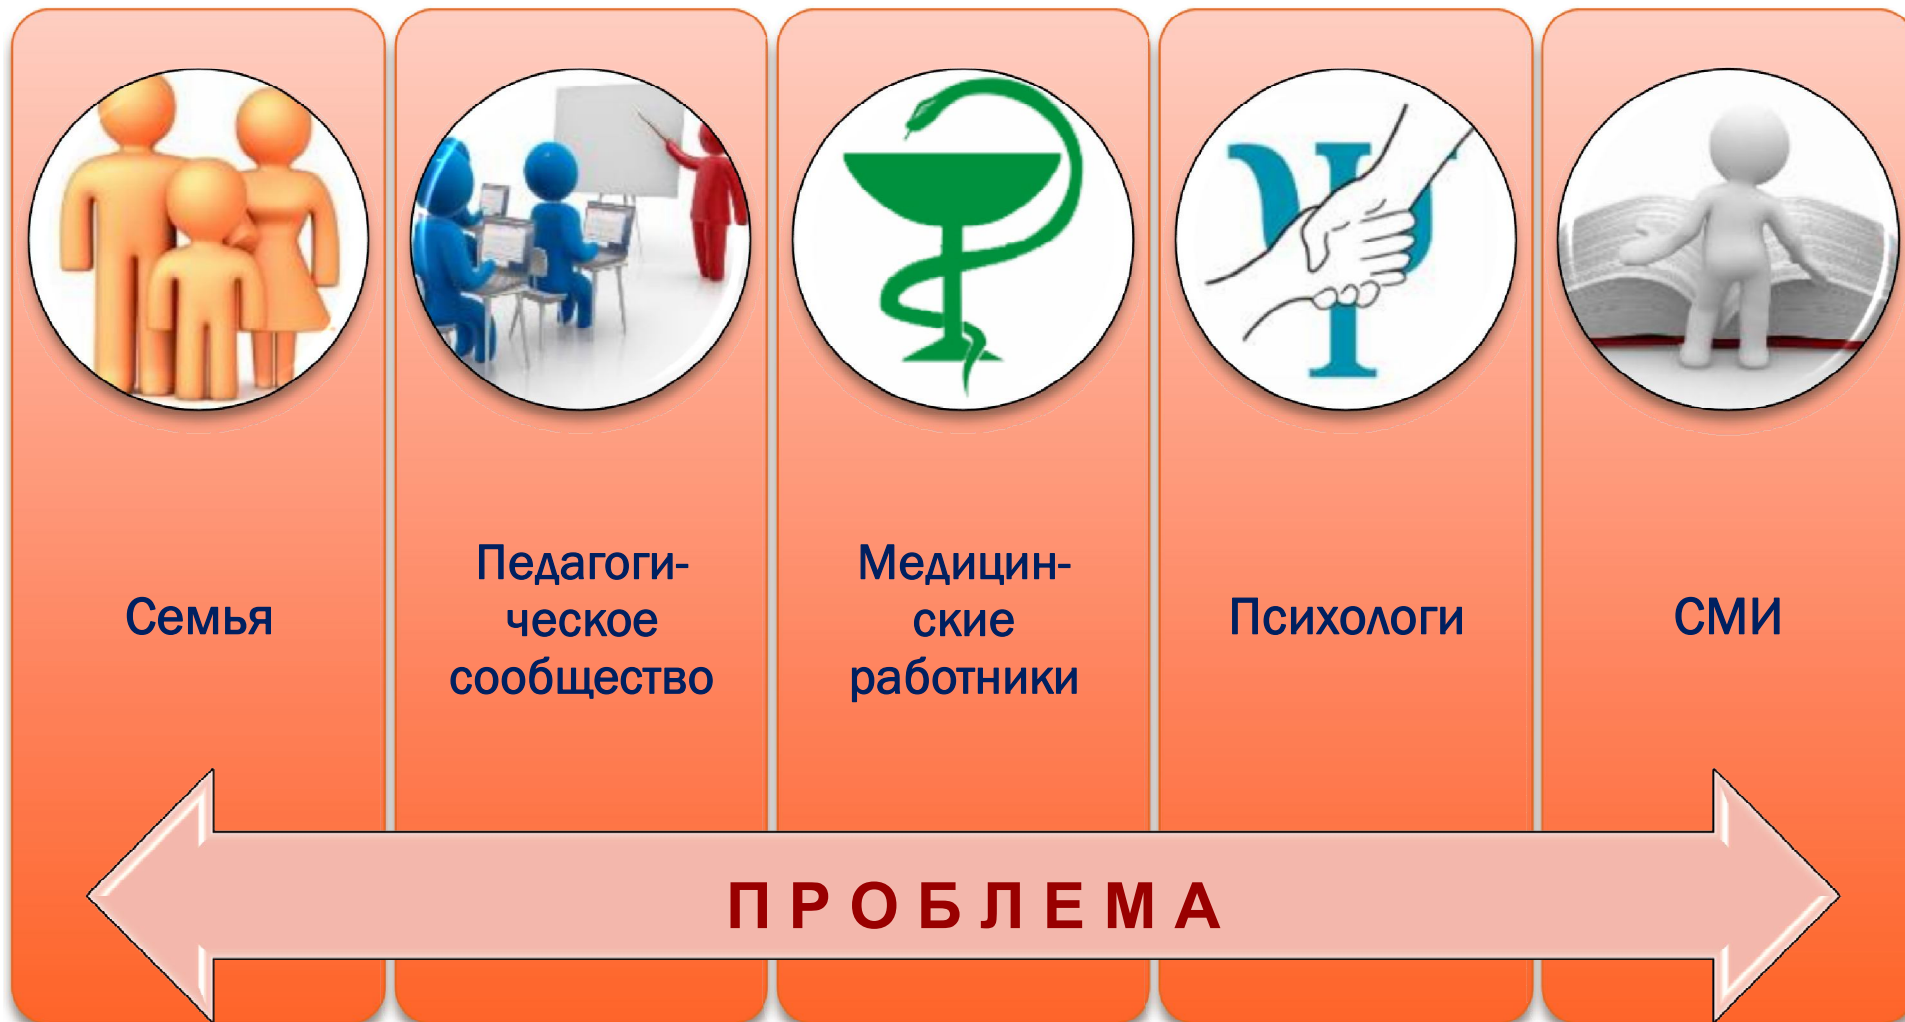 Семья
Педагоги-
ческое
сообщество
Медицин-
ские
работники
Психологи
СМИ
П Р О Б Л Е М А